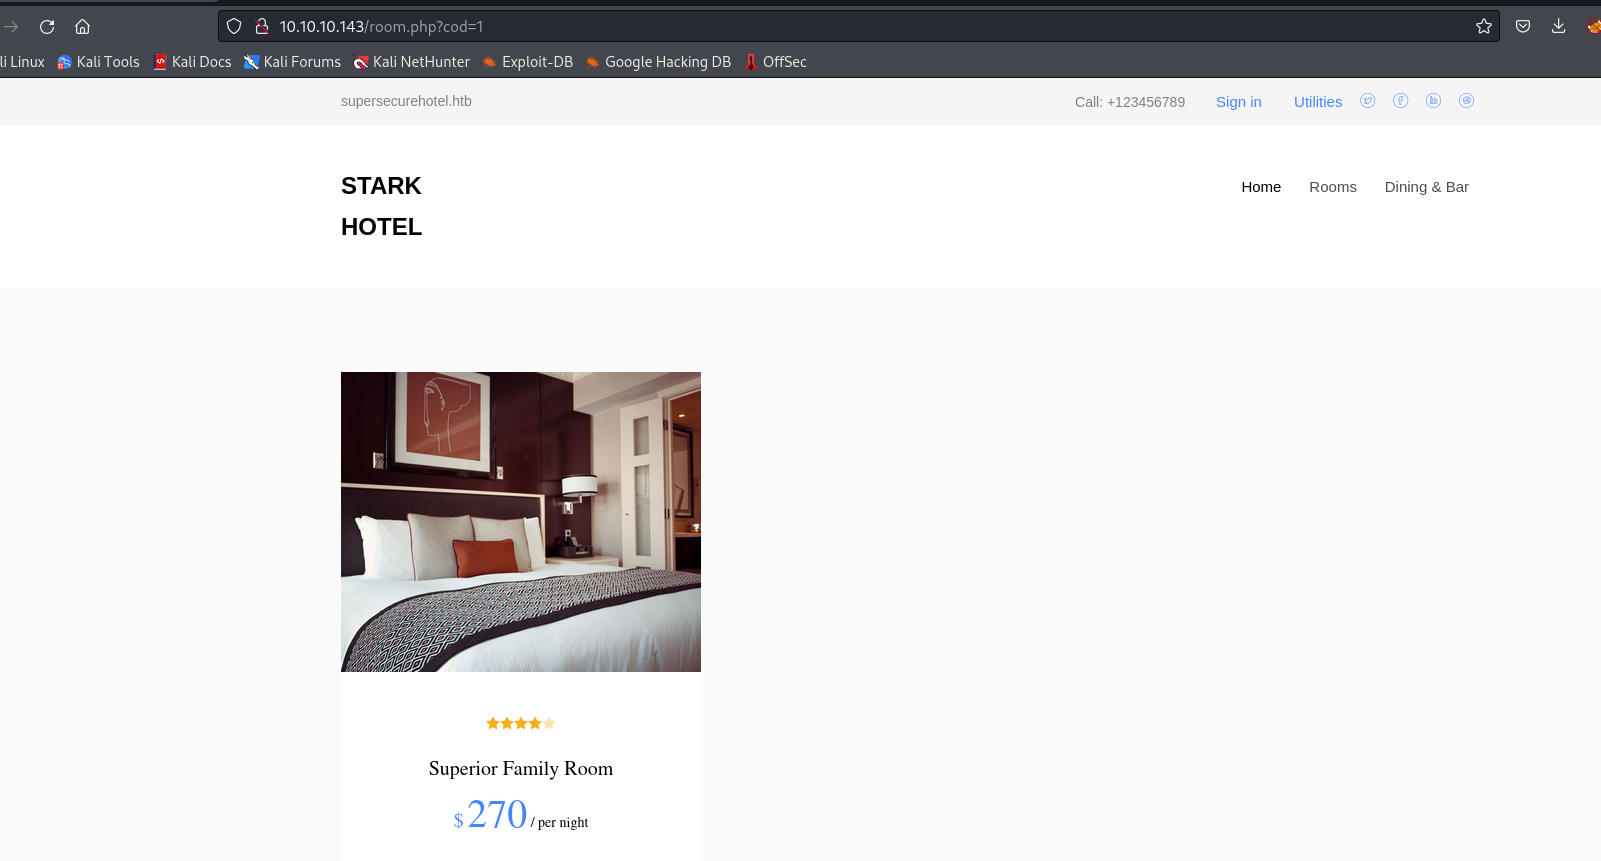 10.10.10.143/room.php?cod=1
li Linux Kali Tools Kali Docs Kali Forums Kali NetHunter Exploit-DB Google Hacking DB OffSec
supersecurehotel.htb Call: +123456789 Sign in Utilities
STARK
HOTEL
Home Rooms Dining & Bar
Superior Family Room
$270 / per night